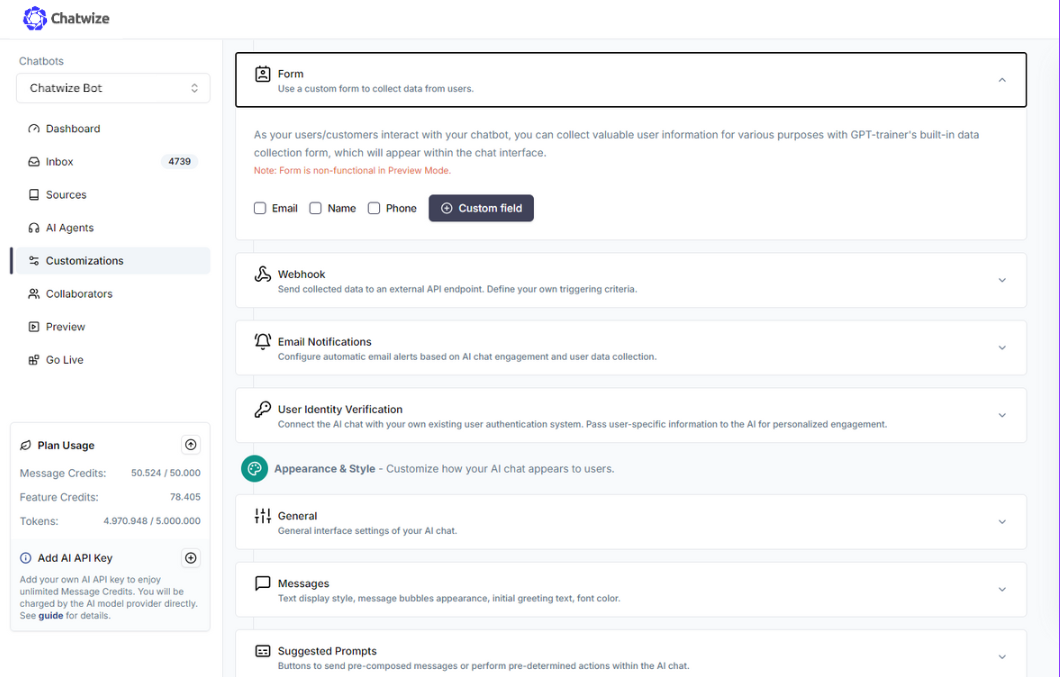 Chatwize
Chatbots
Chatwize Bot
Dashboard
Inbox 4739
Sources
AI Agents
Customizations
Collaborators
Preview
Go Live
Plan Usage
Message Credits: 50.524 / 50.000
Feature Credits: 78.405
Tokens: 4.970.948 / 5.000.000
Add AI API Key
Add your own AI API key to enjoy
unlimited Message Credits. You will be
charged by the AI model provider directly.
See guide for details.
Form
Use a custom form to collect data from users.
As your users/customers interact with your chatbot, you can collect valuable user information for various purposes with GPT-trainer's built-in data
collection form, which will appear within the chat interface.
Note: Form is non-functional in Preview Mode.
Email Name Phone Custom field
Webhook
Send collected data to an external API endpoint. Define your own triggering criteria.
Email Notifications
Configure automatic email alerts based on AI chat engagement and user data collection.
User Identity Verification
Connect the AI chat with your own existing user authentication system. Pass user-specific information to the AI for personalized engagement.
Appearance & Style - Customize how your AI chat appears to users.
General
General interface settings of your AI chat.
Messages
Text display style, message bubbles appearance, initial greeting text, font color.
Suggested Prompts
Buttons to send pre-composed messages or perform pre-determined actions within the AI chat.